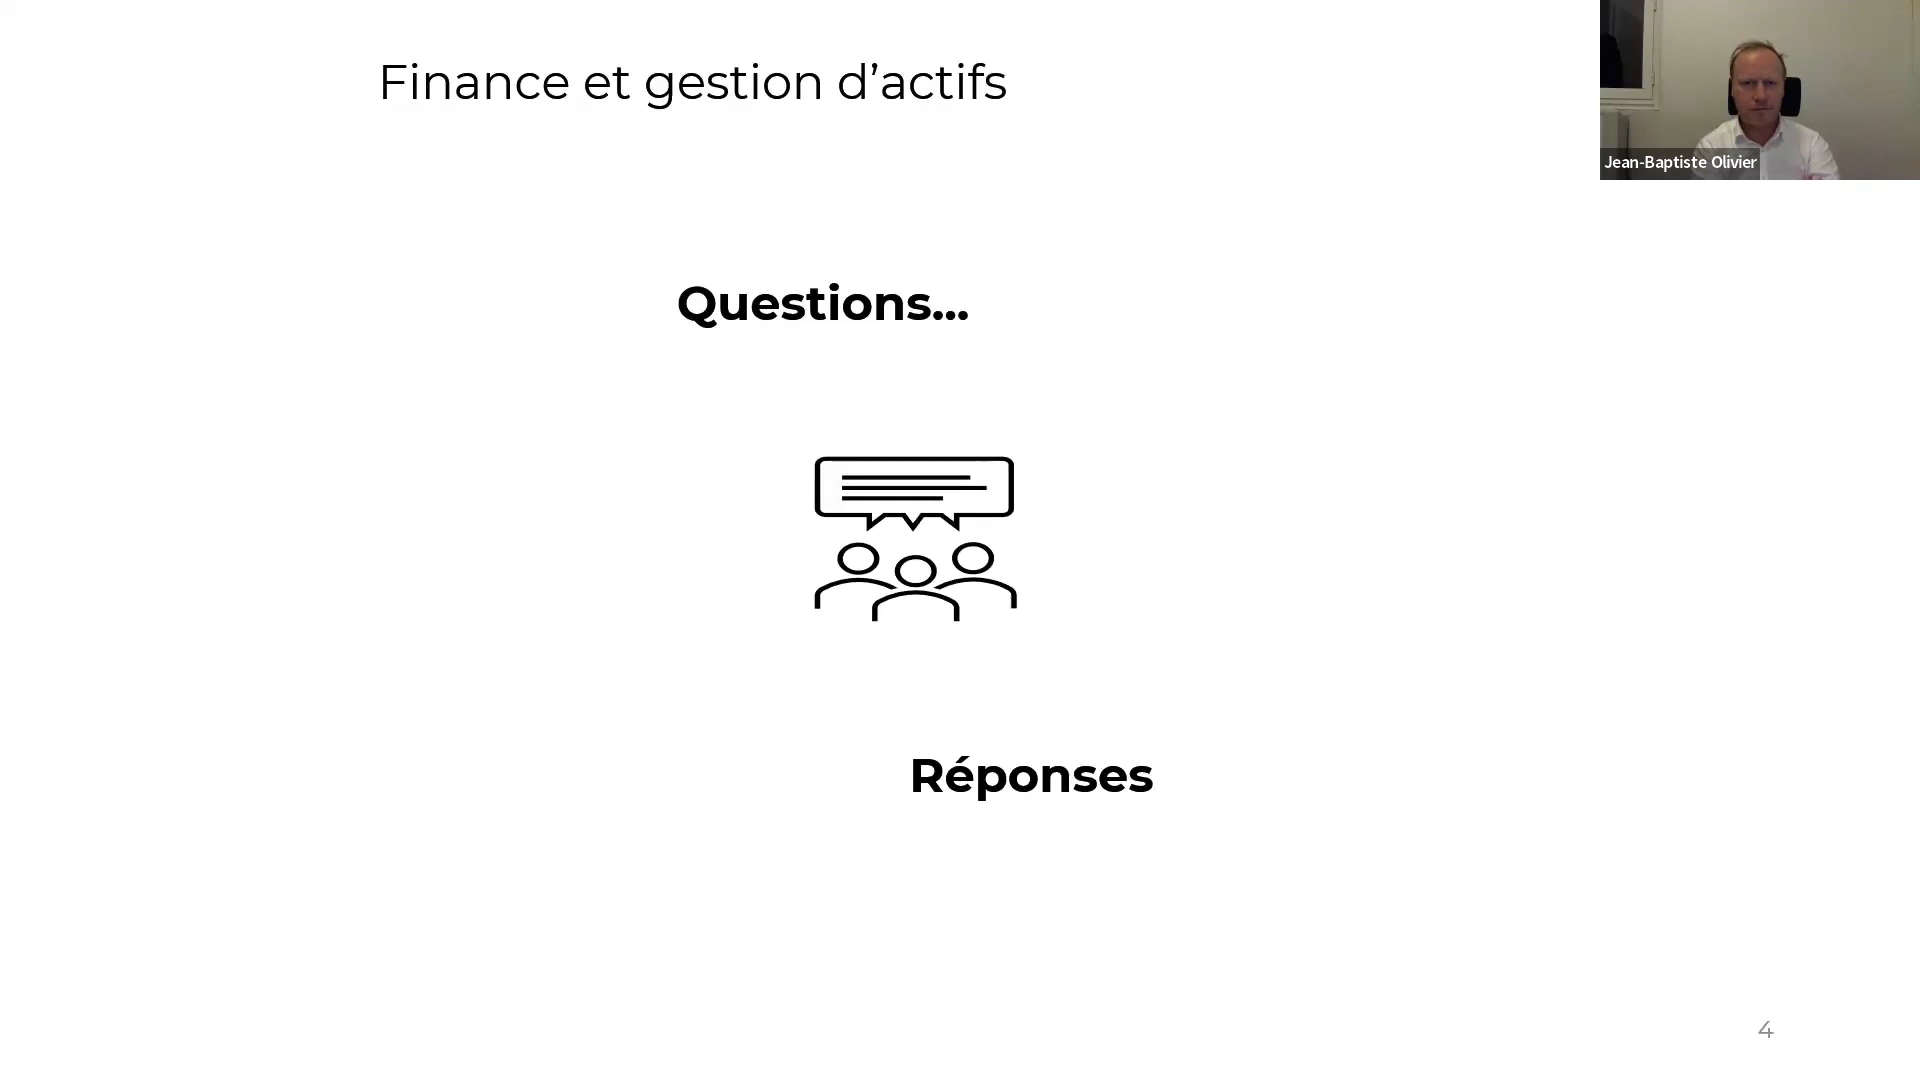 Finance et gestion d’actifs
Jean-Baptiste Olivier
Questions...
Réponses
4